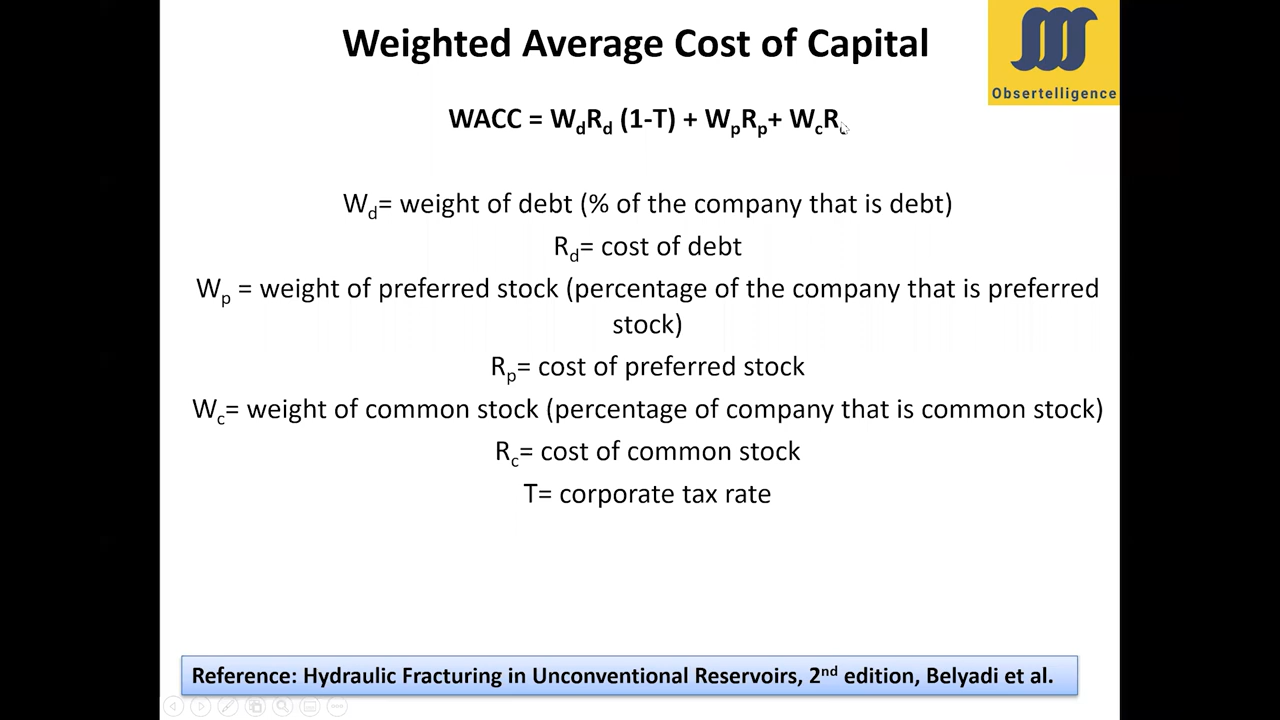 Weighted Average Cost of Capital
Obsertelligence
WACC = WdRd (1-T) + WpRp+ WcRc
Wd= weight of debt (% of the company that is debt)
Rd= cost of debt
Wp = weight of preferred stock (percentage of the company that is preferred
stock)
Rp= cost of preferred stock
Wc= weight of common stock (percentage of company that is common stock)
Rc= cost of common stock
T= corporate tax rate
Reference: Hydraulic Fracturing in Unconventional Reservoirs, 2nd edition, Belyadi et al.